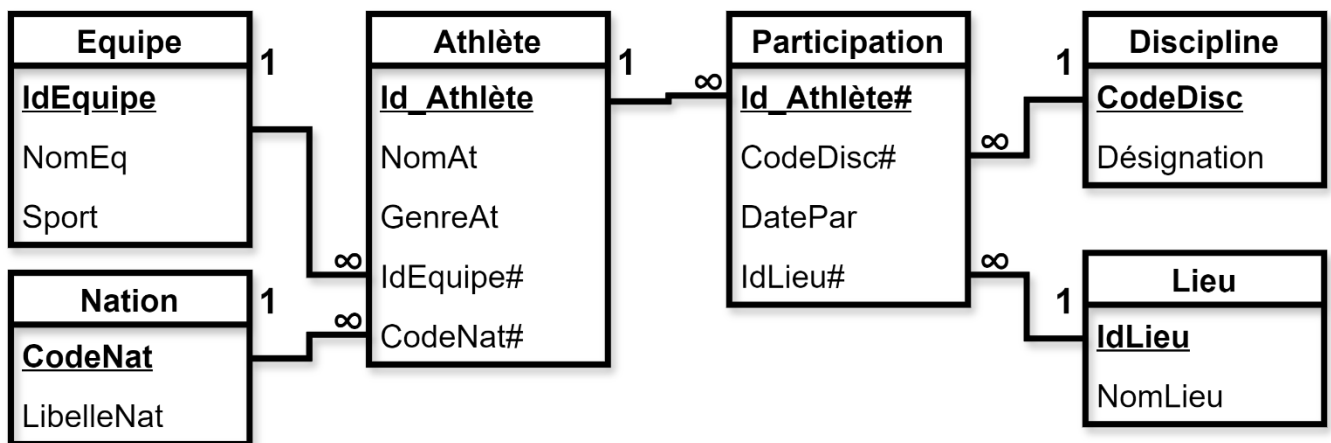 Equipe
IdEquipe
NomEq
Sport
1
∞
Nation
CodeNat
LibelleNat
1
∞
Athlète
Id_Athlète
NomAt
GenreAt
IdEquipe#
CodeNat#
1
∞
Participation
Id_Athlète#
CodeDisc#
DatePar
IdLieu#
∞
1
Discipline
CodeDisc
Désignation
∞
1
Lieu
IdLieu
NomLieu